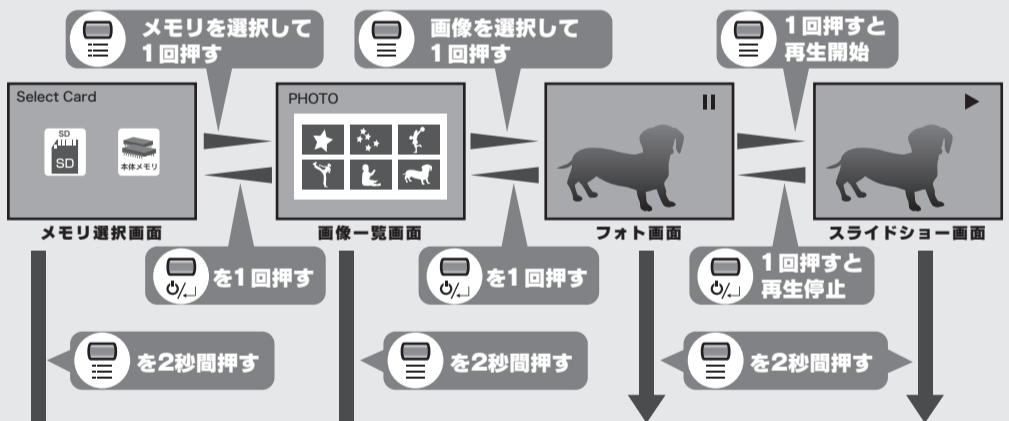 メモリを選択して
1回押す
画像を選択して
1回押す
1回押すと
再生開始
Select Card
SD
SD
本体メモリ
PHOTO
メモリ選択画面
画像一覧画面
フォト画面
スライドショー画面
を1回押す
を1回押す
1回押すと
再生停止
を2秒間押す
を2秒間押す
を2秒間押す